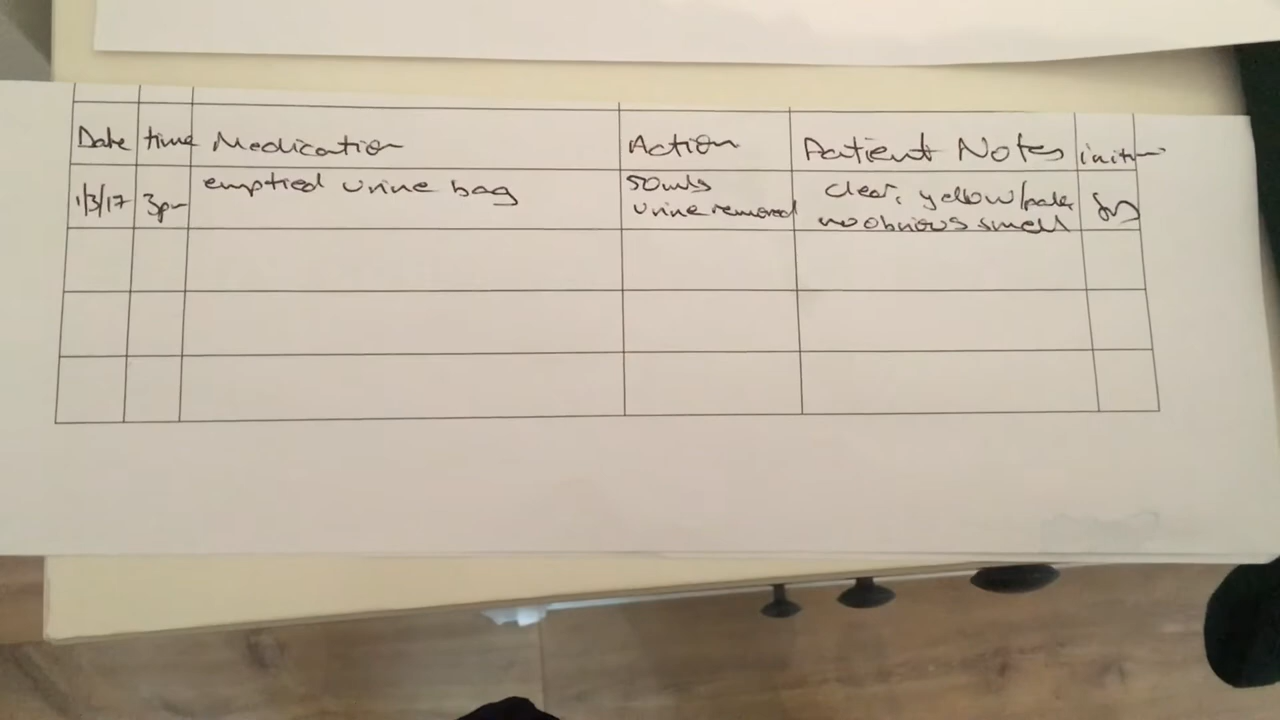 Date time Medication Action Patient Notes
1/3/17 3pm emptied urine bag 50mls clear, yellow/pale
urine removed no obvious smell